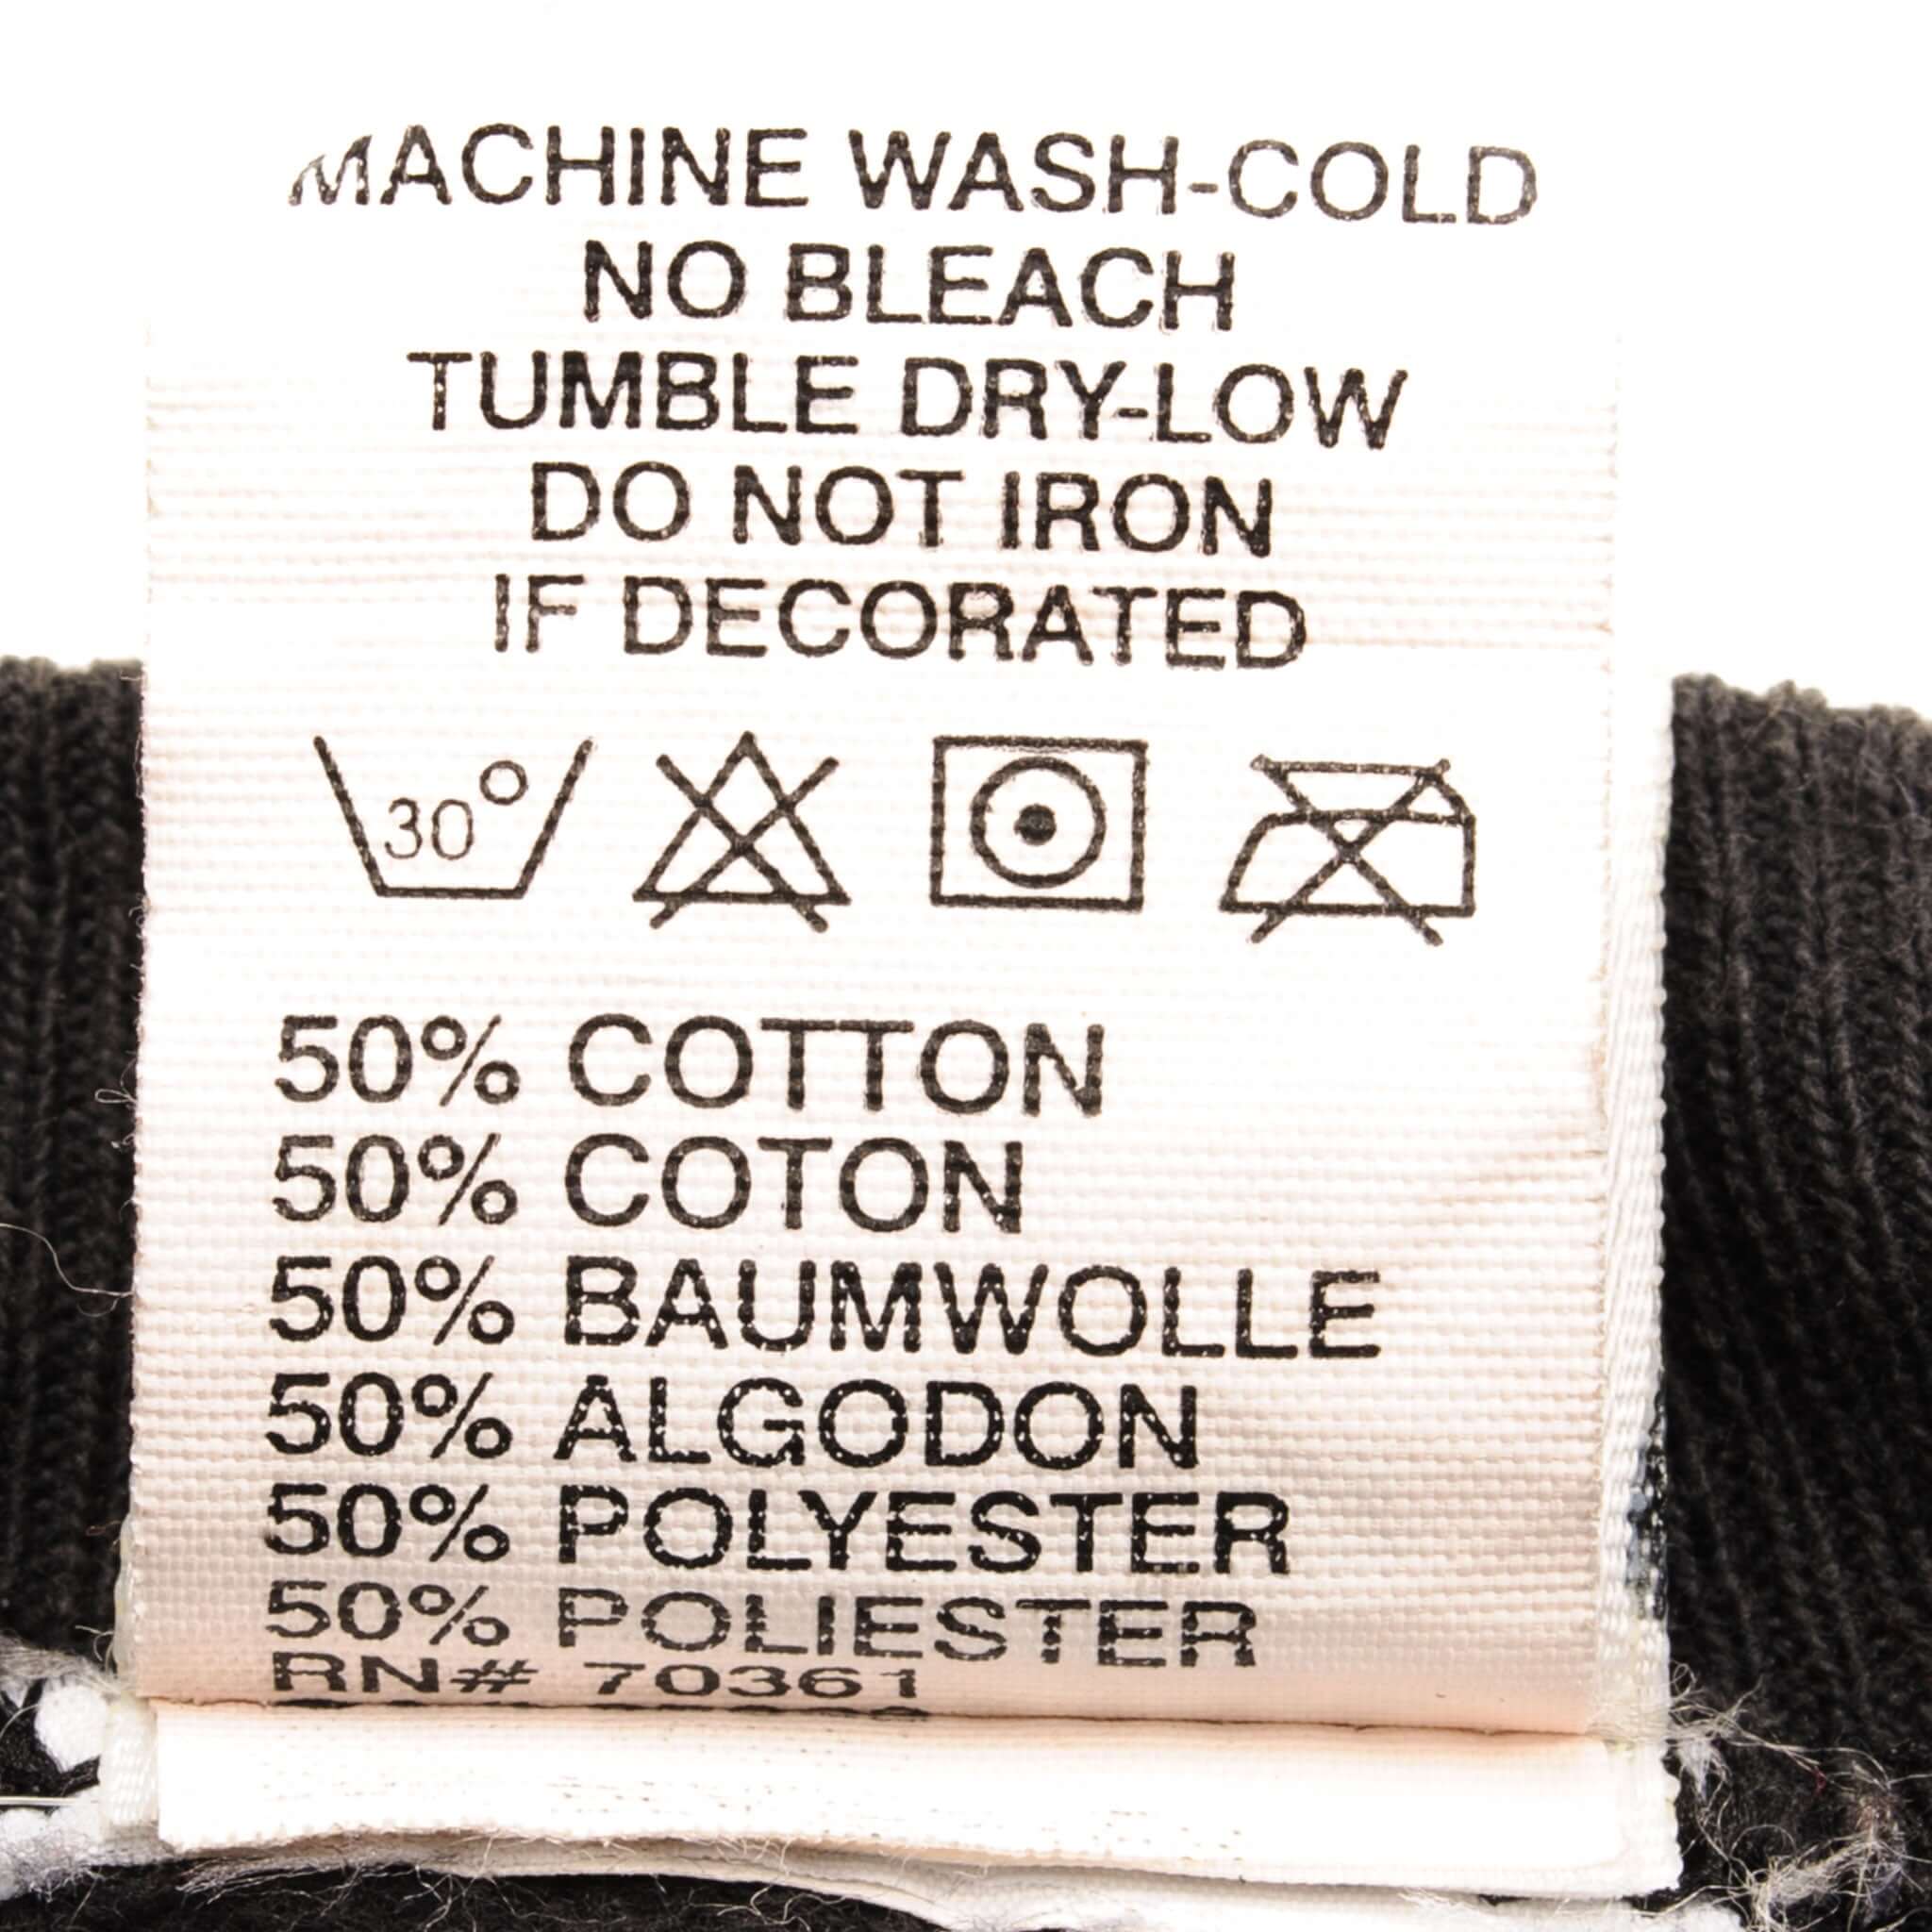 MACHINE WASH-COLD
NO BLEACH
TUMBLE DRY-LOW
DO NOT IRON
IF DECORATED
30°
50% COTTON
50% COTON
50% BAUMWOLLE
50% ALGODON
50% POLYESTER
50% POLIESTER
RN# 70361